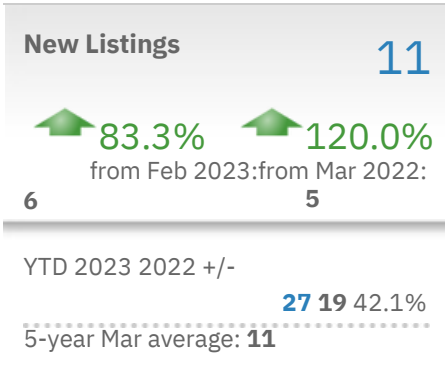 New Listings
11
83.3% 120.0%
from Feb 2023:from Mar 2022:
6 5
YTD 2023 2022 +/-
27 19 42.1%
5-year Mar average: 11